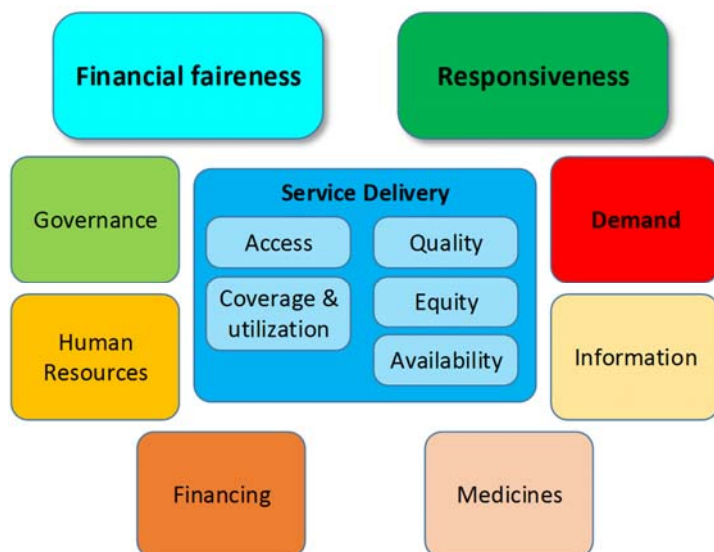 Financial faireness
Responsiveness
Governance
Service Delivery
Demand
Access
Quality
Coverage &
utilization
Equity
Availability
Human
Resources
Information
Financing
Medicines